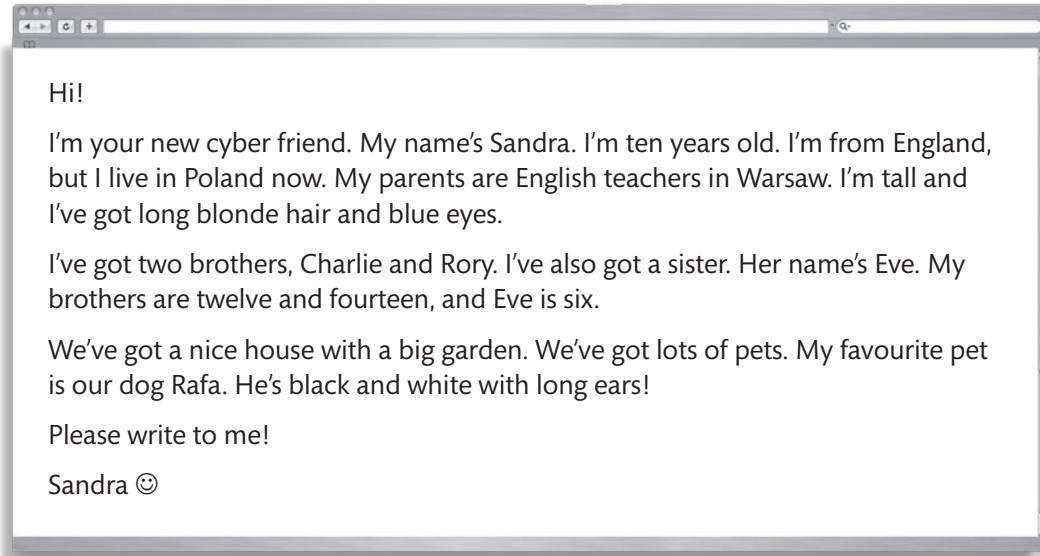 Hi!
I'm your new cyber friend. My name's Sandra. I'm ten years old. I'm from England,
but I live in Poland now. My parents are English teachers in Warsaw. I'm tall and
I've got long blonde hair and blue eyes.
I've got two brothers, Charlie and Rory. I've also got a sister. Her name's Eve. My
brothers are twelve and fourteen, and Eve is six.
We've got a nice house with a big garden. We've got lots of pets. My favourite pet
is our dog Rafa. He's black and white with long ears!
Please write to me!
Sandra ☺